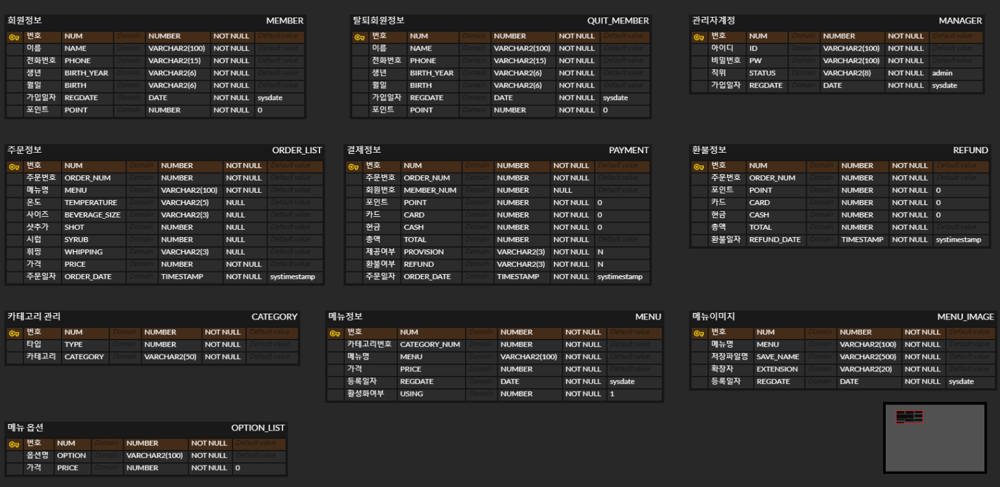 회원정보 MEMBER
번호 NUM Domain NUMBER NOT NULL Default value
이름 NAME Domain VARCHAR2(100) NOT NULL Default value
전화번호 PHONE Domain VARCHAR2(15) NOT NULL Default value
생년 BIRTH_YEAR Domain VARCHAR2(6) NOT NULL Default value
월일 BIRTH Domain VARCHAR2(6) NOT NULL Default value
가입일자 REGDATE Domain DATE NOT NULL sysdate
포인트 POINT Domain NUMBER NOT NULL 0
탈퇴회원정보 QUIT_MEMBER
번호 NUM Domain NUMBER NOT NULL Default value
이름 NAME Domain VARCHAR2(100) NOT NULL Default value
전화번호 PHONE Domain VARCHAR2(15) NOT NULL Default value
생년 BIRTH_YEAR Domain VARCHAR2(6) NOT NULL Default value
월일 BIRTH Domain VARCHAR2(6) NOT NULL Default value
가입일자 REGDATE Domain DATE NOT NULL sysdate
포인트 POINT Domain NUMBER NOT NULL 0
관리자계정 MANAGER
번호 NUM Domain NUMBER NOT NULL Default value
아이디 ID Domain VARCHAR2(100) NOT NULL Default value
비밀번호 PW Domain VARCHAR2(100) NOT NULL Default value
직위 STATUS Domain VARCHAR2(8) NOT NULL admin
가입일자 REGDATE Domain DATE NOT NULL sysdate
주문정보 ORDER_LIST
번호 NUM Domain NUMBER NOT NULL Default value
주문번호 ORDER_NUM Domain NUMBER NOT NULL Default value
메뉴명 MENU Domain VARCHAR2(100) NOT NULL Default value
온도 TEMPERATURE Domain VARCHAR2(5) NULL Default value
사이즈 BEVERAGE_SIZE Domain VARCHAR2(3) NULL Default value
샷추가 SHOT Domain NUMBER NULL Default value
시럽 SYRUB Domain NUMBER NULL Default value
휘핑 WHIPPING Domain VARCHAR2(3) NULL Default value
가격 PRICE Domain NUMBER NOT NULL Default value
주문일자 ORDER_DATE Domain TIMESTAMP NOT NULL systimestamp
결제정보 PAYMENT
번호 NUM Domain NUMBER NOT NULL Default value
주문번호 ORDER_NUM Domain NUMBER NOT NULL Default value
회원번호 MEMBER_NUM Domain NUMBER NULL Default value
포인트 POINT Domain NUMBER NOT NULL 0
카드 CARD Domain NUMBER NOT NULL 0
현금 CASH Domain NUMBER NOT NULL 0
총액 TOTAL Domain NUMBER NOT NULL Default value
제공여부 PROVISION Domain VARCHAR2(3) NOT NULL N
환불여부 REFUND Domain VARCHAR2(3) NOT NULL N
주문일자 ORDER_DATE Domain TIMESTAMP NOT NULL systimestamp
환불정보 REFUND
번호 NUM Domain NUMBER NOT NULL Default value
주문번호 ORDER_NUM Domain NUMBER NOT NULL Default value
포인트 POINT Domain NUMBER NOT NULL 0
카드 CARD Domain NUMBER NOT NULL 0
현금 CASH Domain NUMBER NOT NULL 0
총액 TOTAL Domain NUMBER NOT NULL Default value
환불일자 REFUND_DATE Domain TIMESTAMP NOT NULL systimestamp
카테고리 관리 CATEGORY
번호 NUM Domain NUMBER NOT NULL Default value
타입 TYPE Domain NUMBER NOT NULL Default value
카테고리 CATEGORY Domain VARCHAR2(50) NOT NULL Default value
메뉴정보 MENU
번호 NUM Domain NUMBER NOT NULL Default value
카테고리번호 CATEGORY_NUM Domain NUMBER NOT NULL Default value
메뉴명 MENU Domain VARCHAR2(100) NOT NULL Default value
가격 PRICE Domain NUMBER NOT NULL Default value
등록일자 REGDATE Domain DATE NOT NULL sysdate
활성화여부 USING Domain NUMBER NOT NULL 1
메뉴이미지 MENU_IMAGE
번호 NUM Domain NUMBER NOT NULL Default value
메뉴명 MENU Domain VARCHAR2(100) NOT NULL Default value
저장파일명 SAVE_NAME Domain VARCHAR2(500) NOT NULL Default value
확장자 EXTENSION Domain VARCHAR2(20) NOT NULL Default value
등록일자 REGDATE Domain DATE NOT NULL sysdate
메뉴 옵션 OPTION_LIST
번호 NUM Domain NUMBER NOT NULL Default value
옵션명 OPTION Domain VARCHAR2(100) NOT NULL Default value
가격 PRICE Domain NUMBER NOT NULL 0